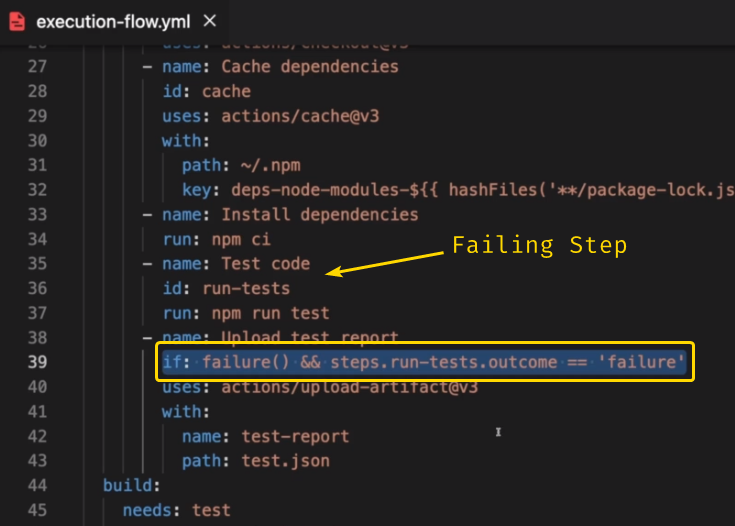 execution-flow.yml ×
26 uses: actions/checkout@v3
27 - name: Cache dependencies
28 id: cache
29 uses: actions/cache@v3
30 with:
31 path: ~/.npm
32 key: deps-node-modules-${{ hashFiles('**/package-lock.js
33 - name: Install dependencies
34 run: npm ci
Failing Step
35 - name: Test code
36 id: run-tests
37 run: npm run test
38 - name: Upload test report
39 if: failure() && steps.run-tests.outcome == 'failure'
40 uses: actions/upload-artifact@v3
41 with:
42 name: test-report
43 path: test.json
44 build:
45 needs: test